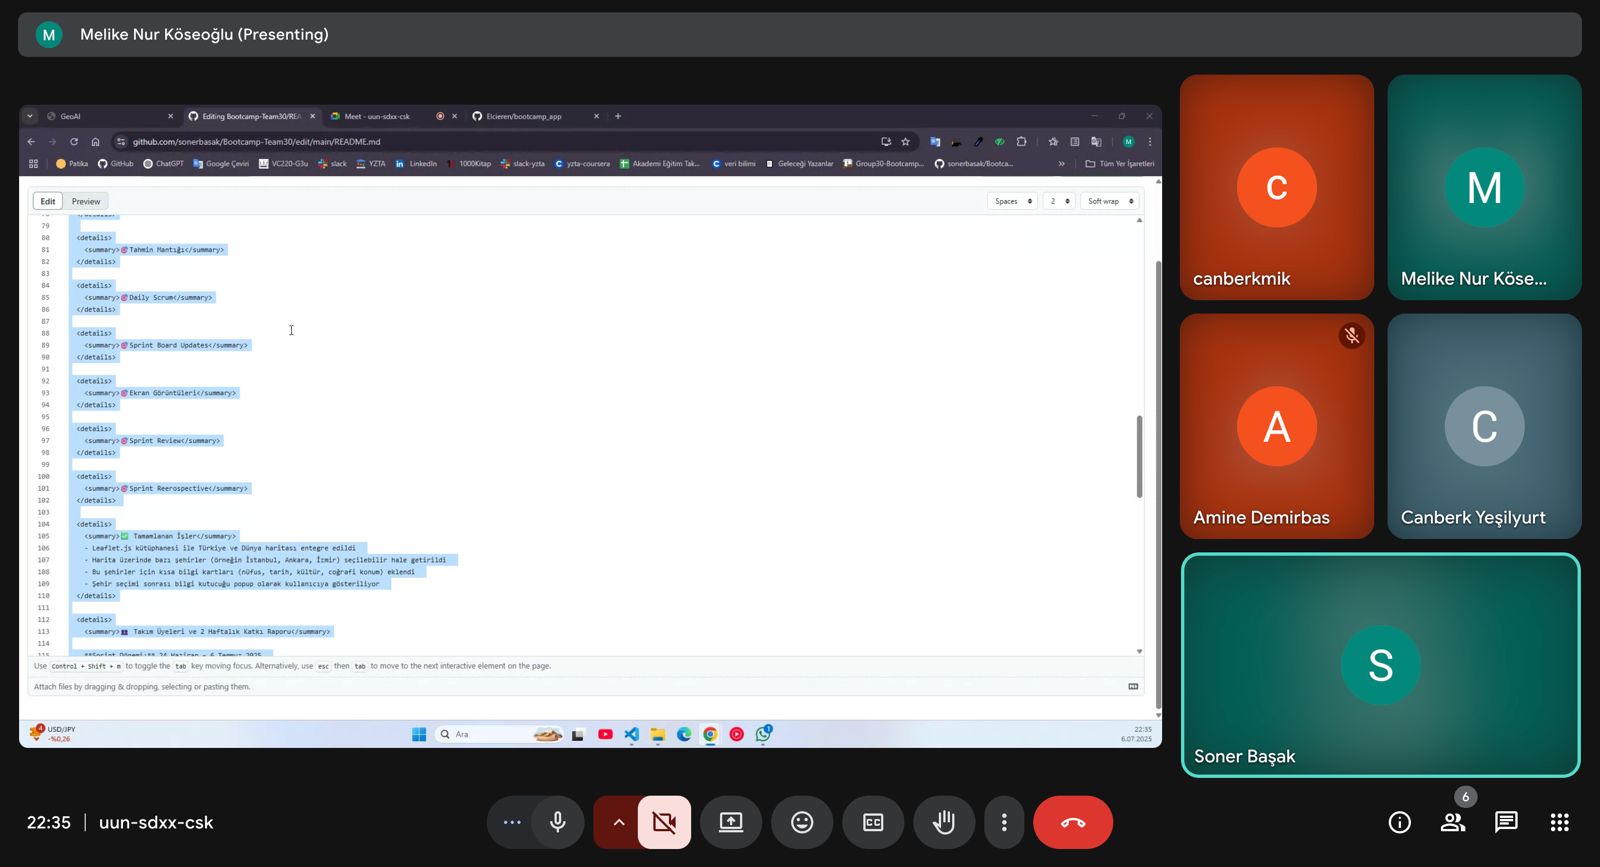 M Melike Nur Köseoğlu (Presenting)
GeoAI
Editing Bootcamp-Team30/REA
Meet - uun-sdxx-csk
Elcieren/bootcamp_app
github.com/sonerbasak/Bootcamp-Team30/edit/main/README.md
M
Patika
GitHub
ChatGPT
Google Çeviri
VC220-G3u
slack
YZTA
LinkedIn
1000Kitap
slack-yzta
yzta-coursera
Akademi Eğitim Tak...
veri bilimi
Geleceği Yazanlar
Group30-Bootcamp...
sonerbasak/Bootca...
Tüm Yer İşaretleri
Edit Preview
Spaces 2 Soft wrap
79
80 <details>
81 <summary>🎯Tahmin Mantığı</summary>
82 </details>
83
84 <details>
85 <summary>🎯Daily Scrum</summary>
86 </details>
87
88 <details>
89 <summary>🎯Sprint Board Updates</summary>
90 </details>
91
92 <details>
93 <summary>🎯Ekran Görüntüleri</summary>
94 </details>
95
96 <details>
97 <summary>🎯Sprint Review</summary>
98 </details>
99
100 <details>
101 <summary>🎯Sprint Reerospective</summary>
102 </details>
103
104 <details>
105 <summary>✅ Tamamlanan İşler</summary>
106 - Leaflet.js kütüphanesi ile Türkiye ve Dünya haritası entegre edildi
107 - Harita üzerinde bazı şehirler (örneğin İstanbul, Ankara, İzmir) seçilebilir hale getirildi
108 - Bu şehirler için kısa bilgi kartları (nüfus, tarih, kültür, coğrafi konum) eklendi
109 - Şehir seçimi sonrası bilgi kutucuğu popup olarak kullanıcıya gösteriliyor
110 </details>
111
112 <details>
113 <summary> Takım Üyeleri ve 2 Haftalık Katkı Raporu</summary>
114
115 **Sprint Dönemi:** 24 Haziran – 6 Temmuz 2025
Use Control + Shift + m to toggle the tab key moving focus. Alternatively, use esc then tab to move to the next interactive element on the page.
Attach files by dragging & dropping, selecting or pasting them.
4
USD/JPY
-%0,26
Ara
1
22:35
6.07.2025
c
canberkmik
M
Melike Nur Köse...
A
Amine Demirbas
C
Canberk Yeşilyurt
S
Soner Başak
22:35 | uun-sdxx-csk
CC
6